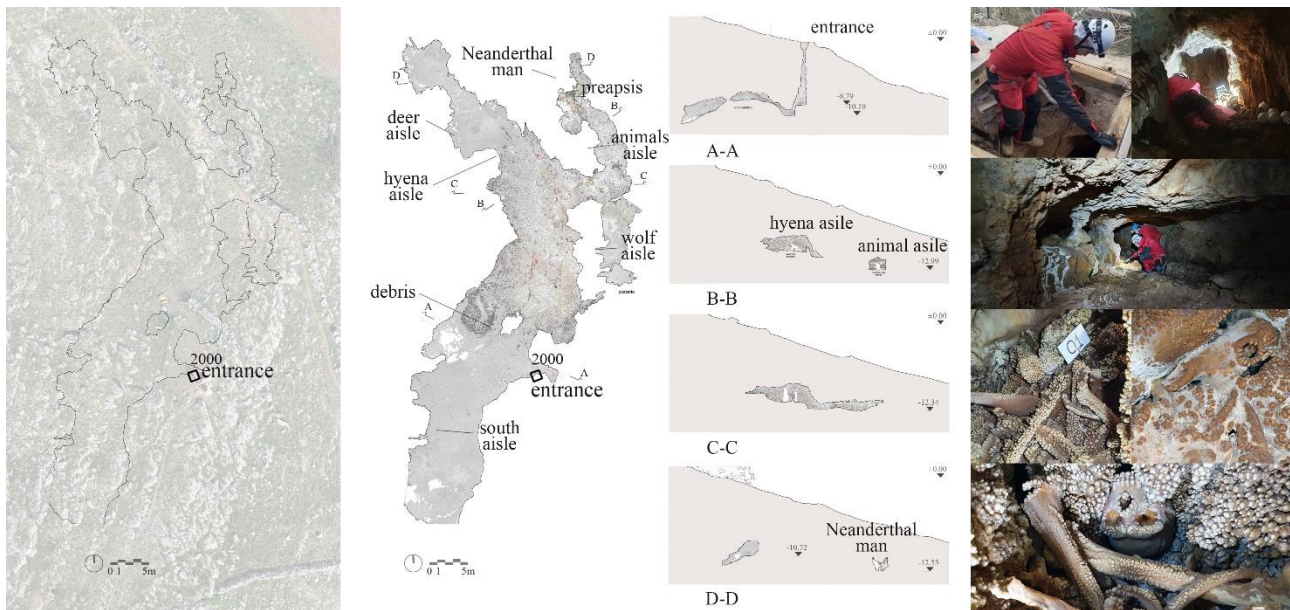 2000
entrance
0 1 5m
Neanderthal
man
D
D
preapsis
B
deer
aisle
animals
aisle
hyena
aisle
C
C
B
wolf
aisle
debris
A
2000
A
entrance
south
aisle
0 1 5m
entrance
±0.00
-8.79
-10.19
A-A
±0.00
hyena asile
animal asile
-12.99
B-B
±0.00
-12.34
C-C
±0.00
Neanderthal
man
-10.72
-12.55
D-D
01